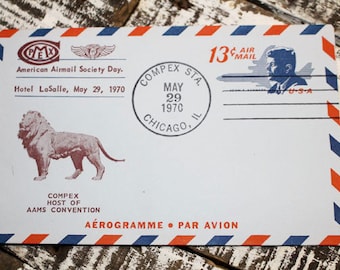 COMPEX
American Airmail Society Day.
Hotel LaSalle, May 29, 1970
COMPEX STA.
MAY
29
1970
CHICAGO, IL
13¢ AIR
MAIL
U·S·A
COMPEX
HOST OF
AAMS CONVENTION
AÉROGRAMME • PAR AVION